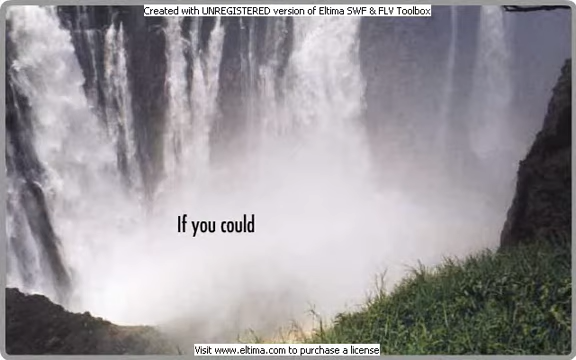 Created with UNREGISTERED version of Eltima SWF & FLV Toolbox
If you could
Visit www.eltima.com to purchase a license